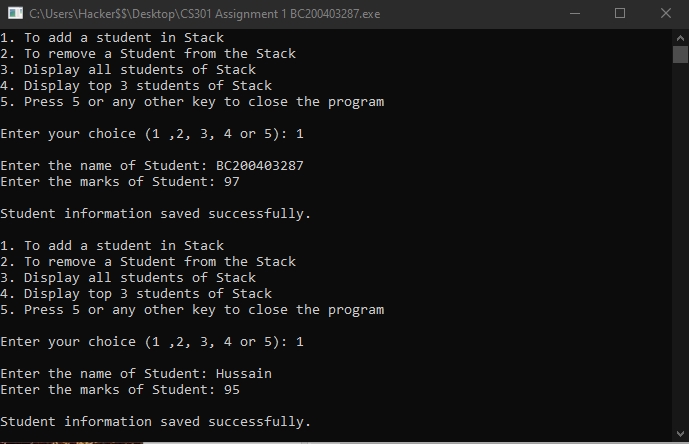 C:\Users\Hacker$$\Desktop\CS301 Assignment 1 BC200403287.exe
1. To add a student in Stack
2. To remove a Student from the Stack
3. Display all students of Stack
4. Display top 3 students of Stack
5. Press 5 or any other key to close the program
Enter your choice (1 ,2, 3, 4 or 5): 1
Enter the name of Student: BC200403287
Enter the marks of Student: 97
Student information saved successfully.
1. To add a student in Stack
2. To remove a Student from the Stack
3. Display all students of Stack
4. Display top 3 students of Stack
5. Press 5 or any other key to close the program
Enter your choice (1 ,2, 3, 4 or 5): 1
Enter the name of Student: Hussain
Enter the marks of Student: 95
Student information saved successfully.